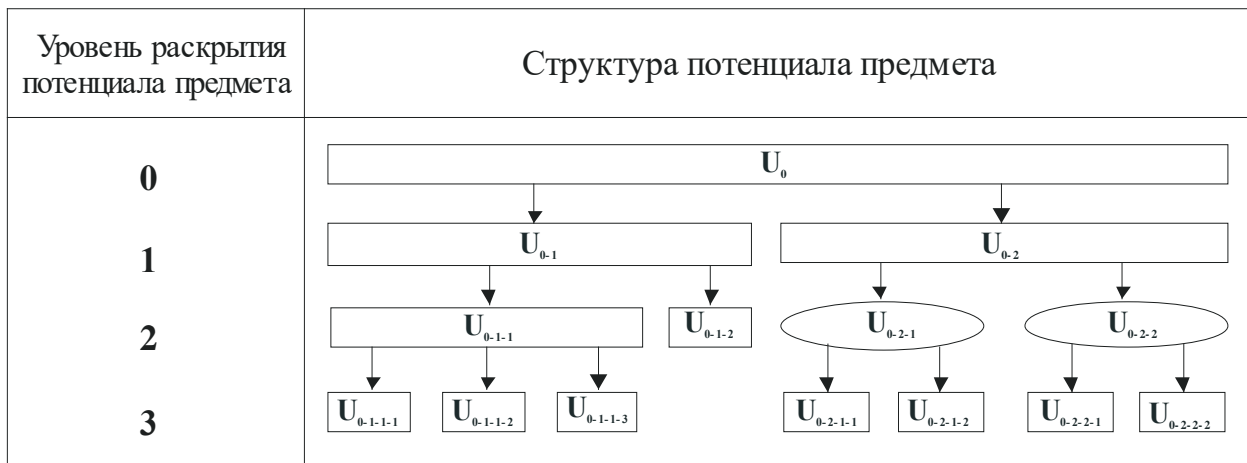 Уровень раскрытия
потенциала предмета
Структура потенциала предмета
0
U₀
1
U₀₋₁
U₀₋₂
2
U₀₋₁₋₁
U₀₋₁₋₂
U₀₋₂₋₁
U₀₋₂₋₂
3
U₀₋₁₋₁₋₁
U₀₋₁₋₁₋₂
U₀₋₁₋₁₋₃
U₀₋₂₋₁₋₁
U₀₋₂₋₁₋₂
U₀₋₂₋₂₋₁
U₀₋₂₋₂₋₂